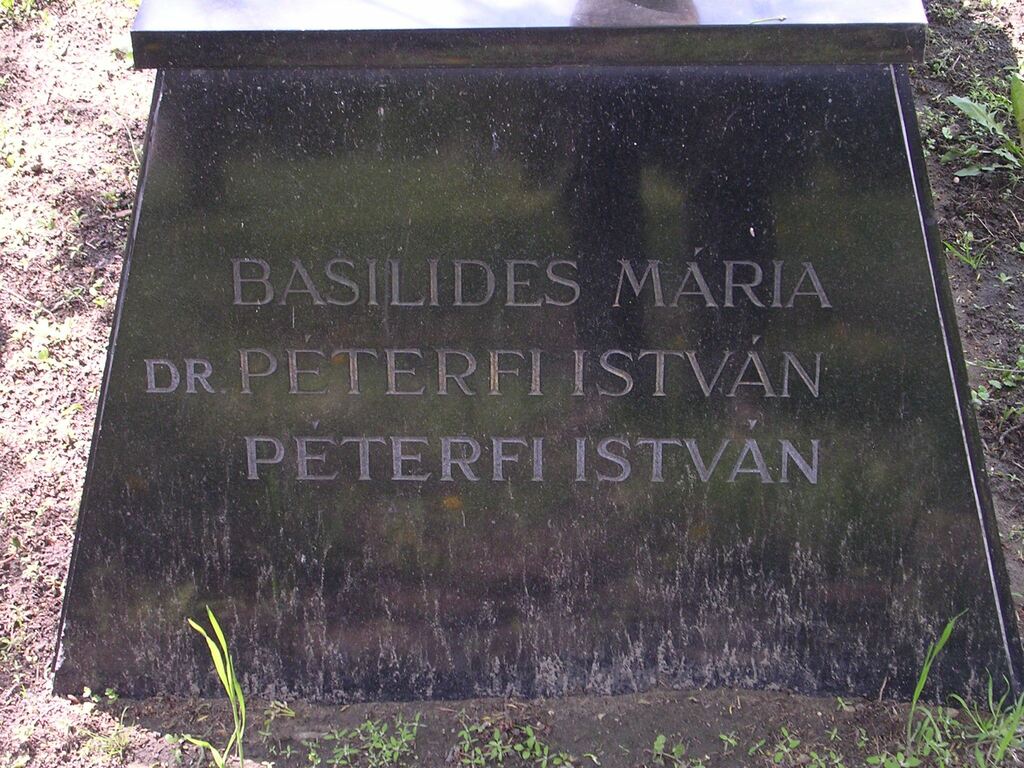 BASILIDES MÁRIA
DR. PÉTERFI ISTVÁN
PÉTERFI ISTVÁN